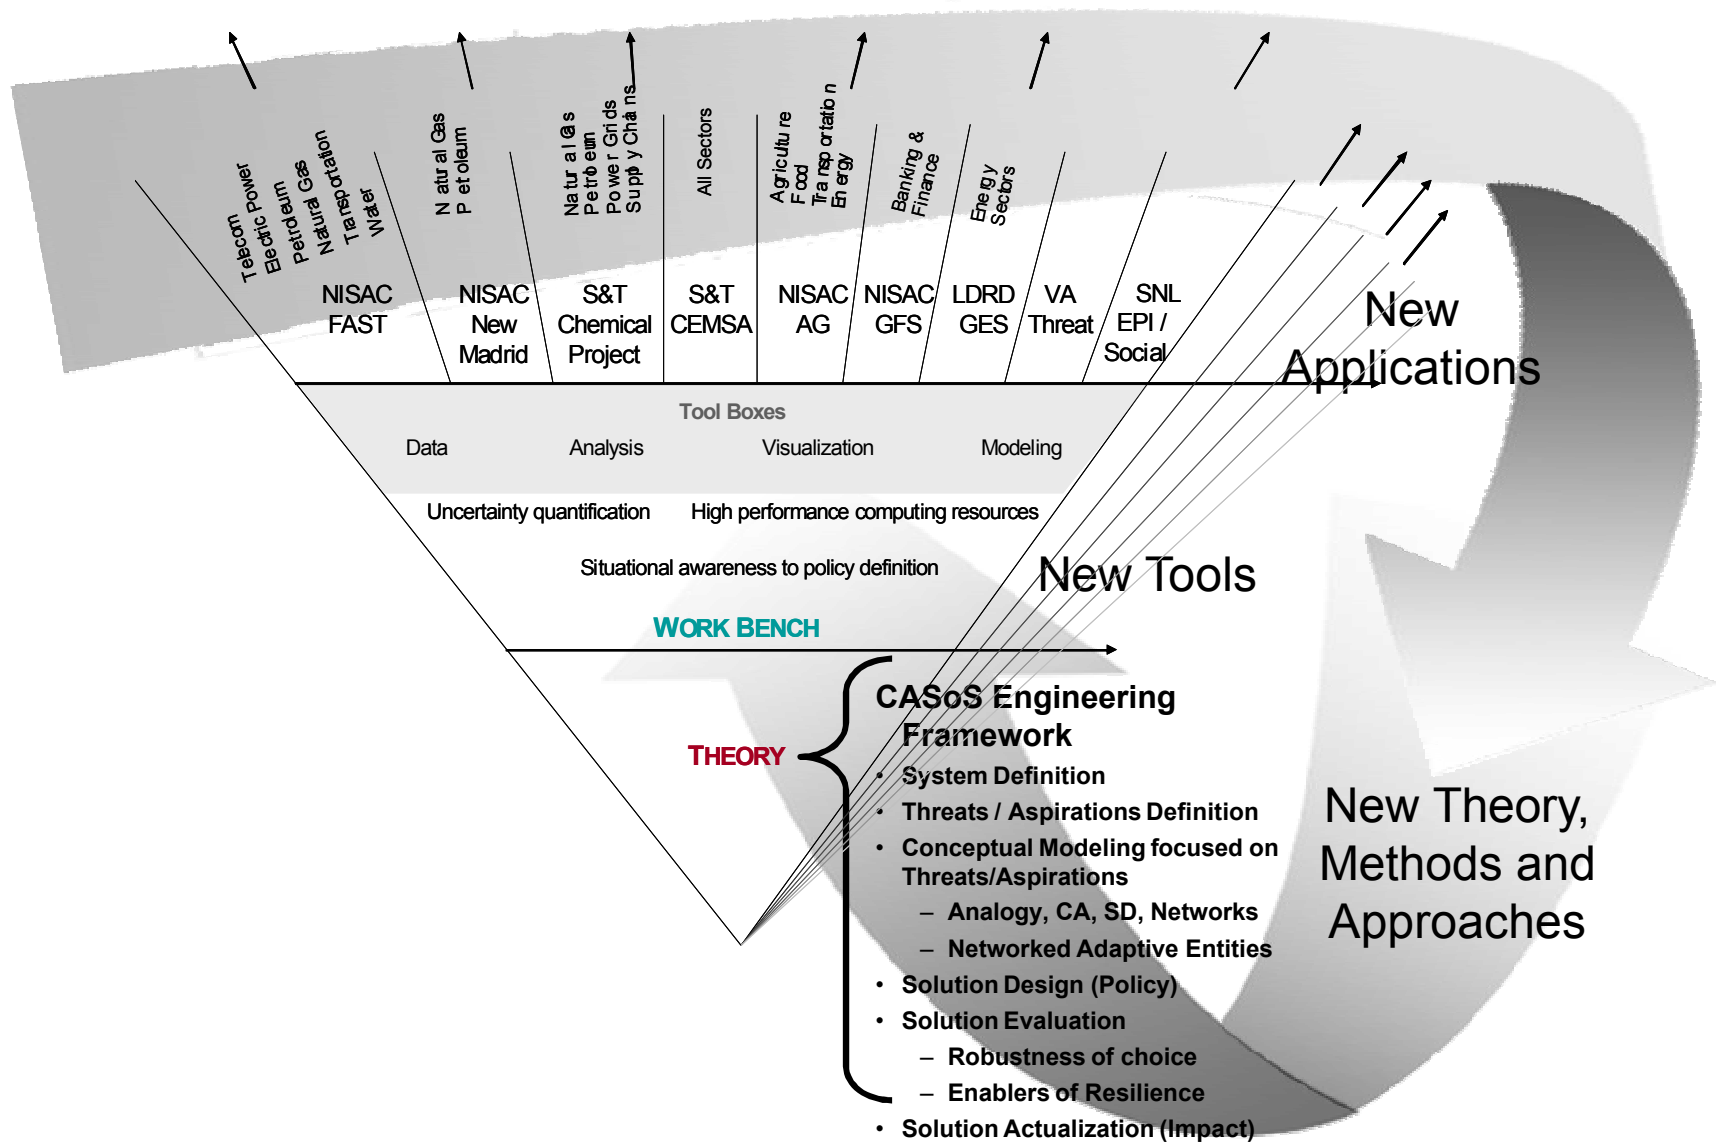 Telecom
Electric Power
Petroleum
Natural Gas
Transportation
Water
Natural Gas
Petroleum
Natural Gas
Petroleum
Power Grids
Supply Chains
All Sectors
Agriculture
Food
Transportation
Energy
Banking &
Finance
Energy
Sectors
NISAC
FAST
NISAC
New
Madrid
S&T
Chemical
Project
S&T
CEMSA
NISAC
AG
NISAC
GFS
LDRD
GES
VA
Threat
SNL
EPI /
Social
New
Applications
Tool Boxes
Data Analysis Visualization Modeling
Uncertainty quantification High performance computing resources
Situational awareness to policy definition
New Tools
WORK BENCH
THEORY
CASoS Engineering
Framework
• System Definition
• Threats / Aspirations Definition
• Conceptual Modeling focused on
Threats/Aspirations
– Analogy, CA, SD, Networks
– Networked Adaptive Entities
• Solution Design (Policy)
• Solution Evaluation
– Robustness of choice
– Enablers of Resilience
• Solution Actualization (Impact)
New Theory,
Methods and
Approaches